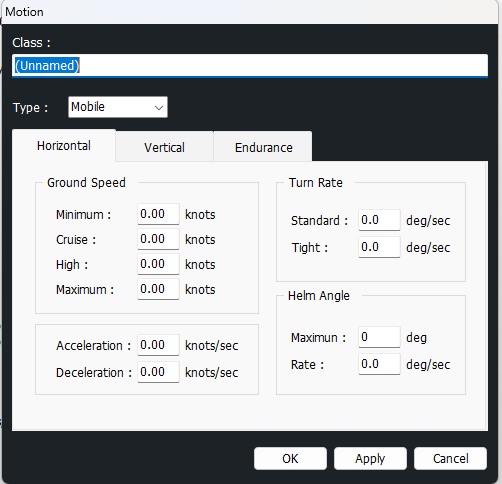 Motion
Class :
(Unnamed)
Type : Mobile
Horizontal Vertical Endurance
Ground Speed
Minimum : 0.00 knots
Cruise : 0.00 knots
High : 0.00 knots
Maximum : 0.00 knots
Acceleration : 0.00 knots/sec
Deceleration : 0.00 knots/sec
Turn Rate
Standard : 0.0 deg/sec
Tight : 0.0 deg/sec
Helm Angle
Maximun : 0 deg
Rate : 0.0 deg/sec
OK Apply Cancel